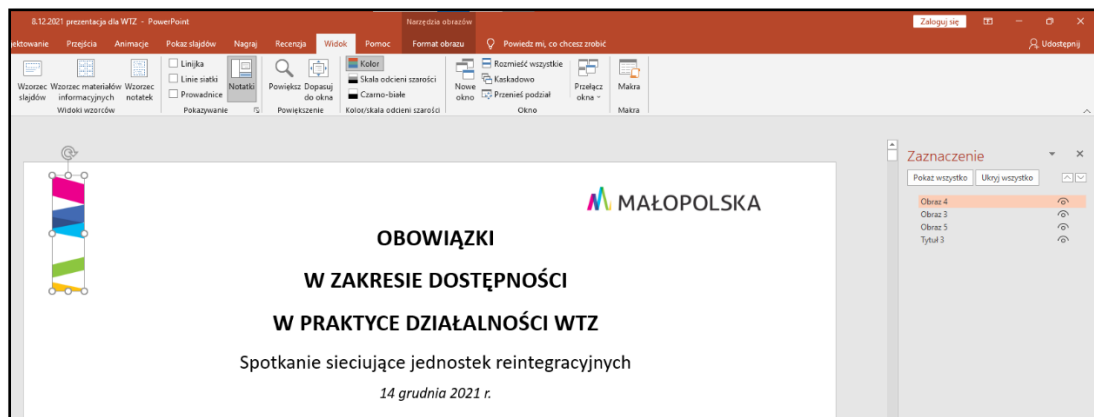 8.12.2021 prezentacja dla WTZ - PowerPoint
Narzędzia obrazów
Zaloguj się
jektowanie Przejścia Animacje Pokaz slajdów Nagraj Recenzja Widok Pomoc Format obrazu Powiedz mi, co chcesz zrobić Udostępnij
Wzorzec slajdów
Wzorzec materiałów informacyjnych
Wzorzec notatek
Widoki wzorców
Linijka
Linie siatki
Prowadnice
Notatki
Pokazywanie
Powiększ
Dopasuj do okna
Powiększenie
Kolor
Skala odcieni szarości
Czarno-białe
Kolor/skala odcieni szarości
Nowe okno
Rozmieść wszystkie
Kaskadowo
Przenieś podział
Przełącz okna
Okno
Makra
Makra
MAŁOPOLSKA
OBOWIĄZKI
W ZAKRESIE DOSTĘPNOŚCI
W PRAKTYCE DZIAŁALNOŚCI WTZ
Spotkanie sieciujące jednostek reintegracyjnych
14 grudnia 2021 r.
Zaznaczenie
Pokaż wszystko Ukryj wszystko
Obraz 4
Obraz 3
Obraz 5
Tytuł 3